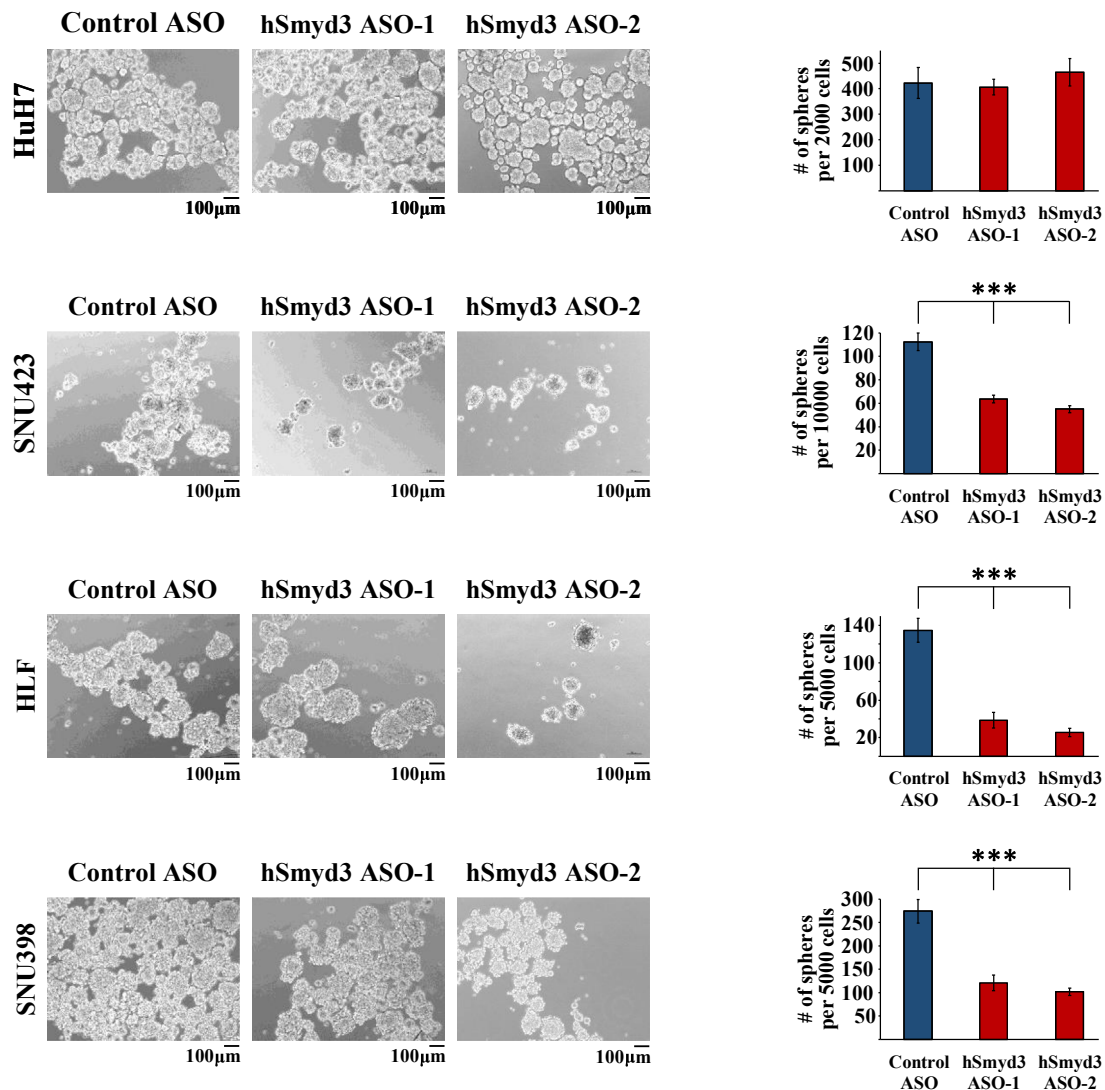 Control ASO hSmyd3 ASO-1 hSmyd3 ASO-2
HuH7
100μm 100μm 100μm
# of spheres
per 2000 cells
500
400
300
200
100
Control
ASO
hSmyd3
ASO-1
hSmyd3
ASO-2
Control ASO hSmyd3 ASO-1 hSmyd3 ASO-2
SNU423
100μm 100μm 100μm
***
# of spheres
per 10000 cells
120
100
80
60
40
20
Control
ASO
hSmyd3
ASO-1
hSmyd3
ASO-2
Control ASO hSmyd3 ASO-1 hSmyd3 ASO-2
HLF
100μm 100μm 100μm
***
# of spheres
per 5000 cells
140
100
60
20
Control
ASO
hSmyd3
ASO-1
hSmyd3
ASO-2
Control ASO hSmyd3 ASO-1 hSmyd3 ASO-2
SNU398
100μm 100μm 100μm
***
# of spheres
per 5000 cells
300
250
200
150
100
50
Control
ASO
hSmyd3
ASO-1
hSmyd3
ASO-2